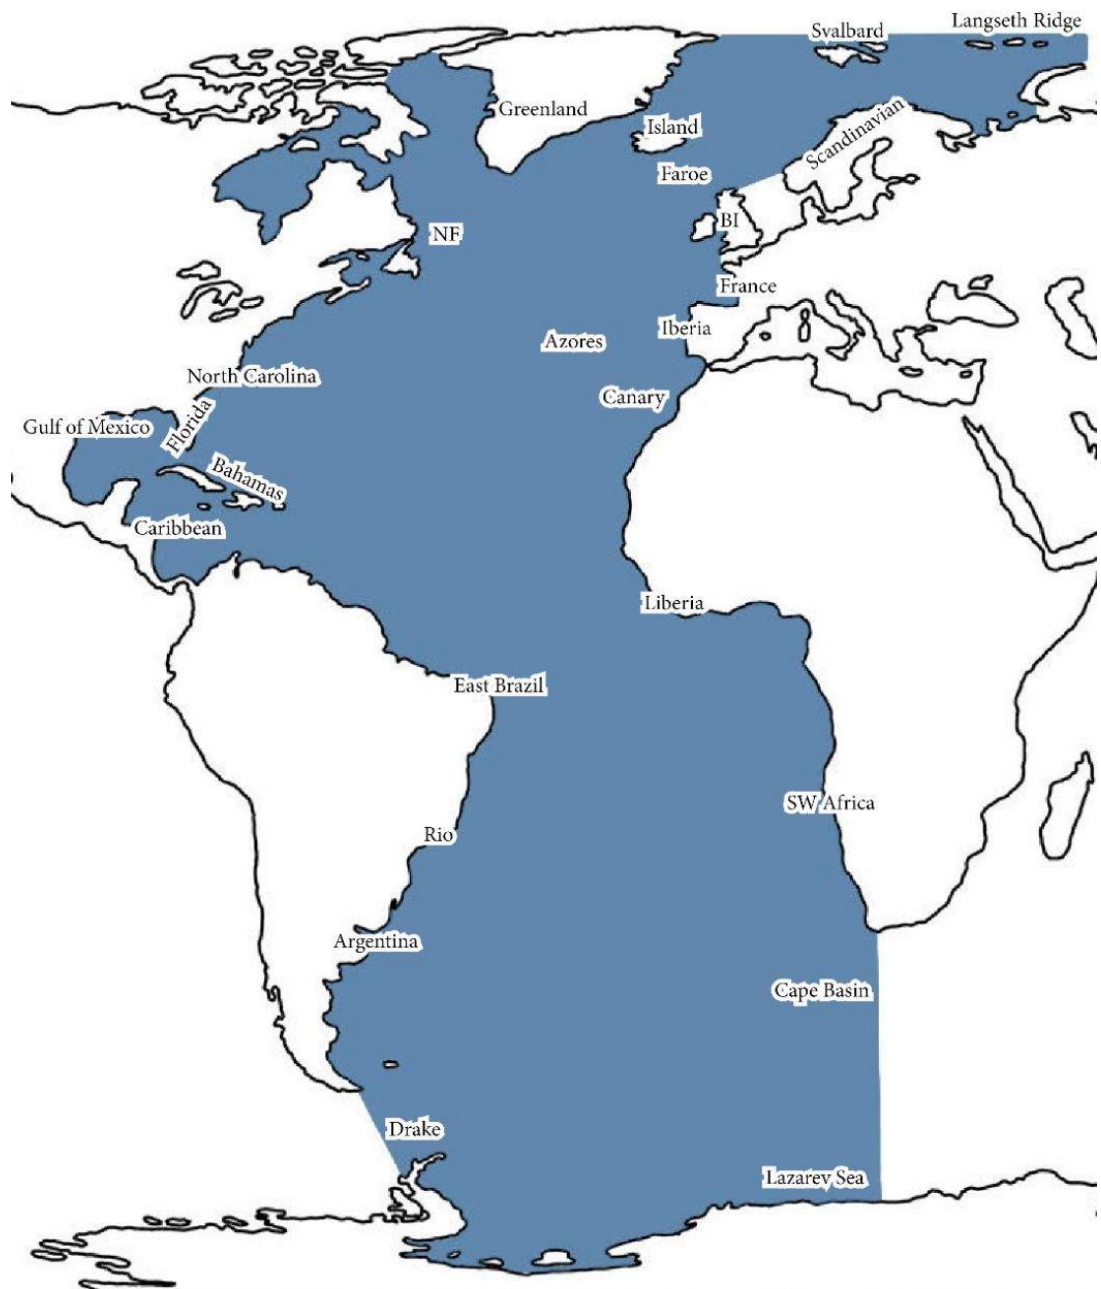 Langseth Ridge
Svalbard
Greenland
Island
Scandinavian
Faroe
BI
NF
France
Iberia
Azores
North Carolina
Canary
Florida
Gulf of Mexico
Bahamas
Caribbean
Liberia
East Brazil
SW Africa
Rio
Argentina
Cape Basin
Drake
Lazarev Sea